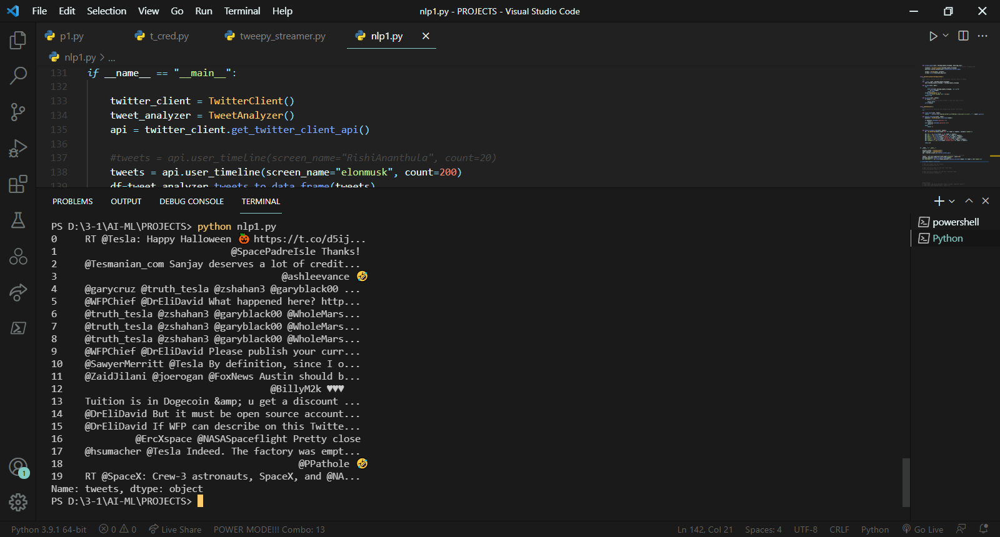 File Edit Selection View Go Run Terminal Help nlp1.py - PROJECTS - Visual Studio Code
p1.py t_cred.py tweepy_streamer.py nlp1.py
nlp1.py > ...
131 if __name__ == "__main__":
132
133 twitter_client = TwitterClient()
134 tweet_analyzer = TweetAnalyzer()
135 api = twitter_client.get_twitter_client_api()
136
137 #tweets = api.user_timeline(screen_name="RishiAnanthula", count=20)
138 tweets = api.user_timeline(screen_name="elonmusk", count=200)
139 df=tweet_analyzer.tweets_to_data_frame(tweets)
PROBLEMS OUTPUT DEBUG CONSOLE TERMINAL
powershell
Python
PS D:\3-1\AI-ML\PROJECTS> python nlp1.py
0 RT @Tesla: Happy Halloween 🎃 https://t.co/d5ij...
1 @SpacePadreIsle Thanks!
2 @Tesmanian_com Sanjay deserves a lot of credit...
3 @ashleevance 🤣
4 @garycruz @truth_tesla @zshahan3 @garyblack00 ...
5 @WFPChief @DrEliDavid What happened here? http...
6 @truth_tesla @zshahan3 @garyblack00 @WholeMars...
7 @truth_tesla @zshahan3 @garyblack00 @WholeMars...
8 @truth_tesla @zshahan3 @garyblack00 @WholeMars...
9 @WFPChief @DrEliDavid Please publish your curr...
10 @SawyerMerritt @Tesla By definition, since I o...
11 @ZaidJilani @joerogan @FoxNews Austin should b...
12 @BillyM2k ♥♥♥
13 Tuition is in Dogecoin &amp; u get a discount ...
14 @DrEliDavid But it must be open source account...
15 @DrEliDavid If WFP can describe on this Twitte...
16 @ErcXspace @NASASpaceflight Pretty close
17 @hsumacher @Tesla Indeed. The factory was empt...
18 @PPathole 🤣
19 RT @SpaceX: Crew-3 astronauts, SpaceX, and @NA...
Name: tweets, dtype: object
PS D:\3-1\AI-ML\PROJECTS>
1
Python 3.9.1 64-bit 0 0 Live Share POWER MODE!!! Combo: 13 Ln 142, Col 21 Spaces: 4 UTF-8 CRLF Python Go Live